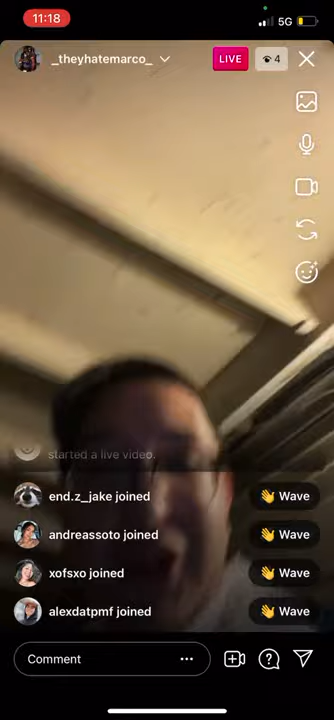 11:18
5G
_theyhatemarco_
LIVE
4
started a live video.
end.z_jake joined
Wave
andreassoto joined
Wave
xofsxo joined
Wave
alexdatpmf joined
Wave
Comment